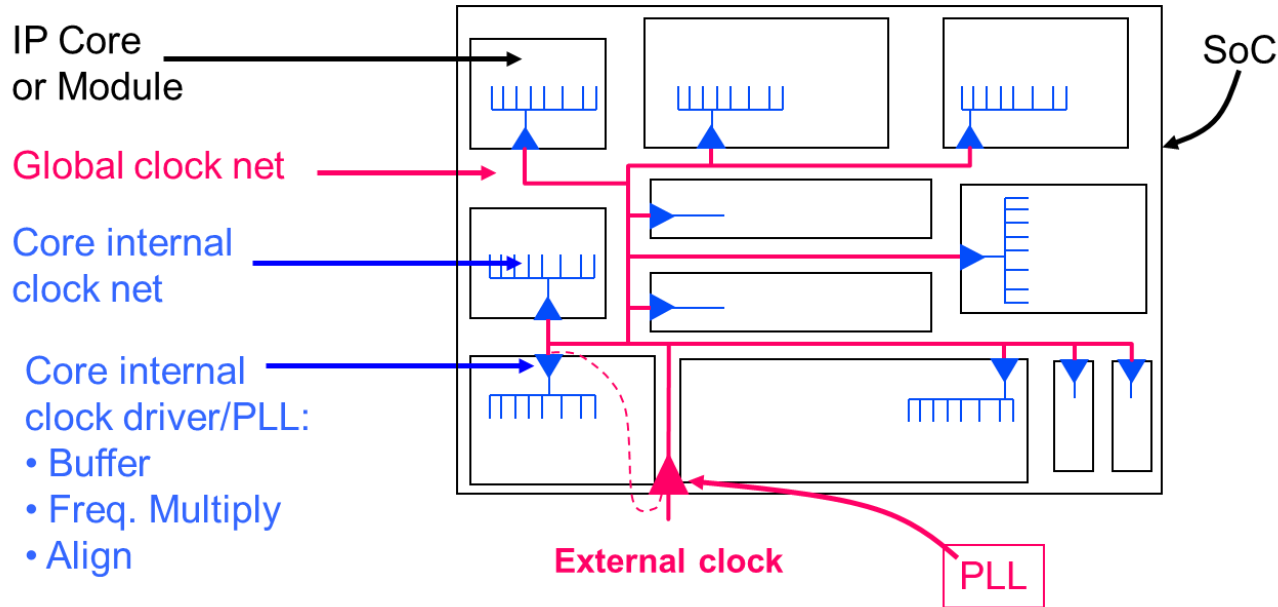 IP Core
or Module
SoC
Global clock net
Core internal
clock net
Core internal
clock driver/PLL:
• Buffer
• Freq. Multiply
• Align
External clock
PLL